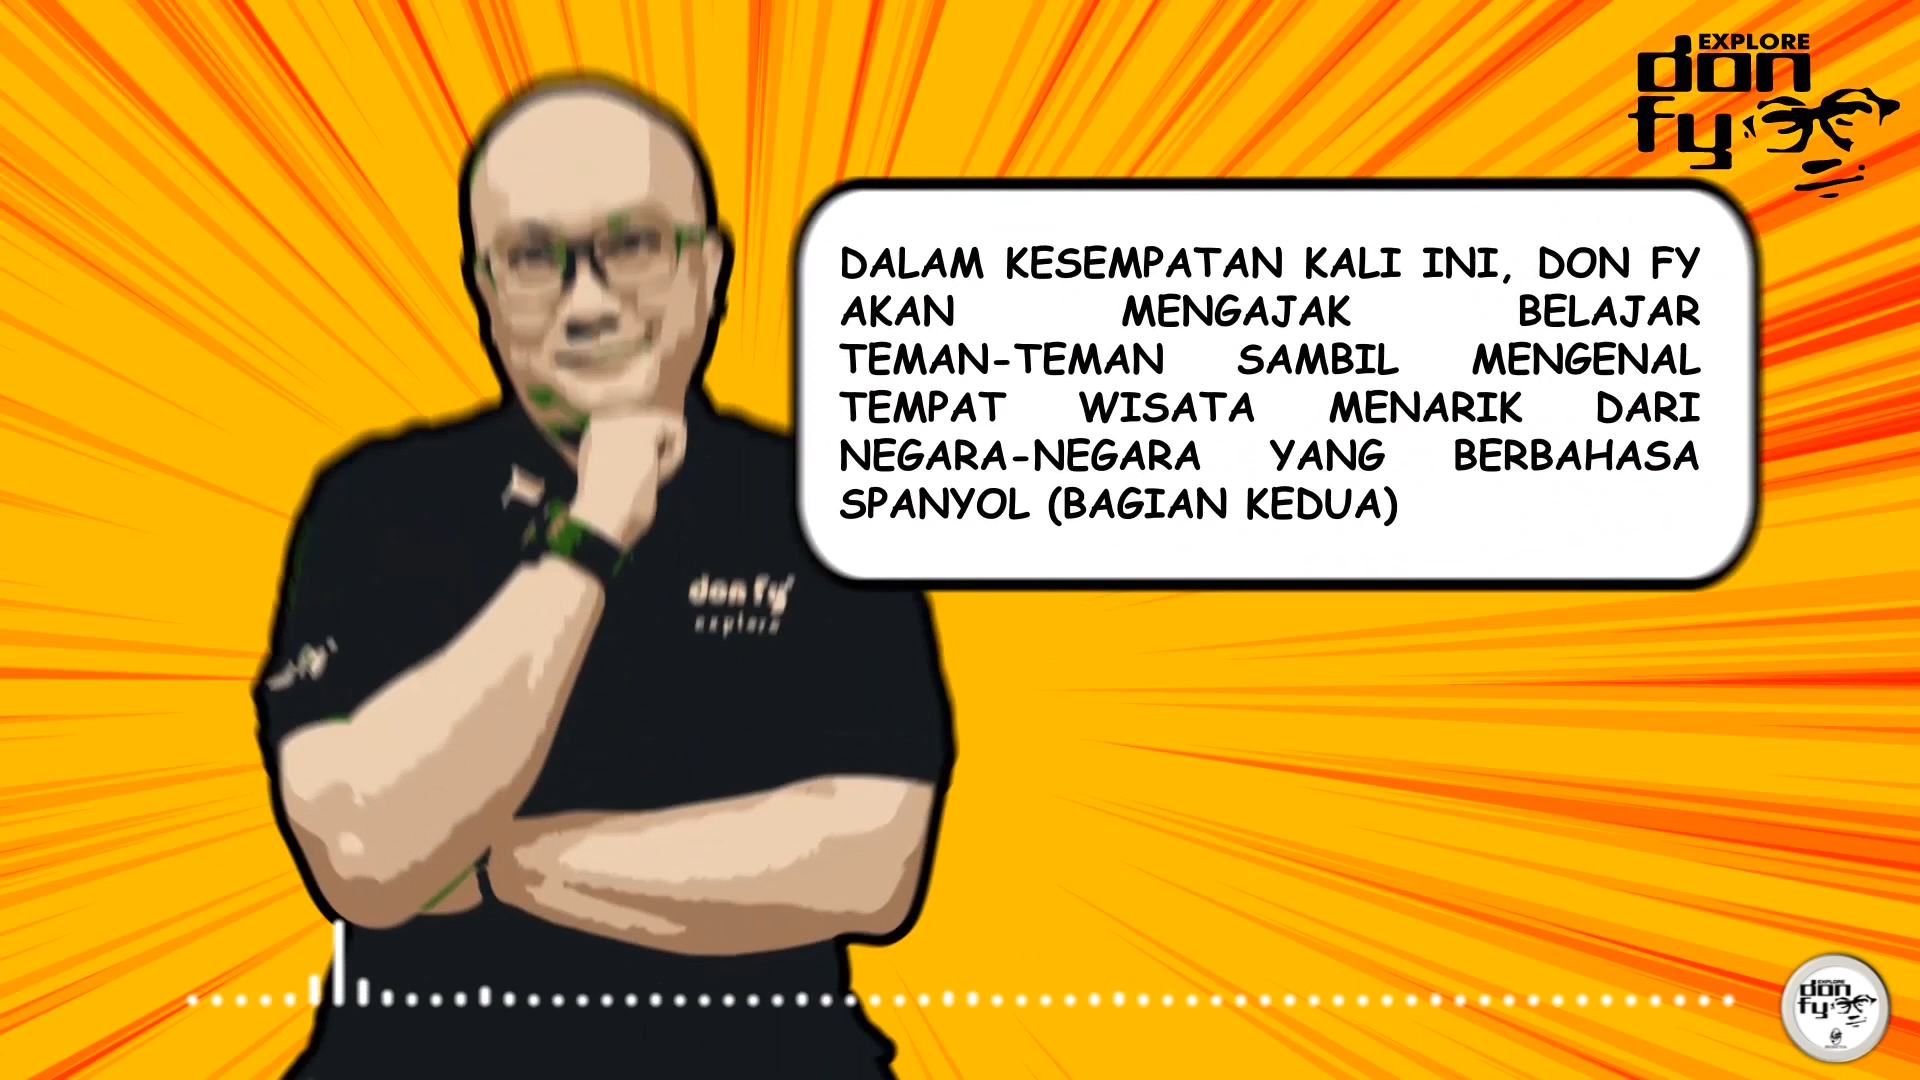 EXPLORE
don
fy
DALAM KESEMPATAN KALI INI, DON FY
AKAN MENGAJAK BELAJAR
TEMAN-TEMAN SAMBIL MENGENAL
TEMPAT WISATA MENARIK DARI
NEGARA-NEGARA YANG BERBAHASA
SPANYOL (BAGIAN KEDUA)
don fy
explore
EXPLORE
don
fy